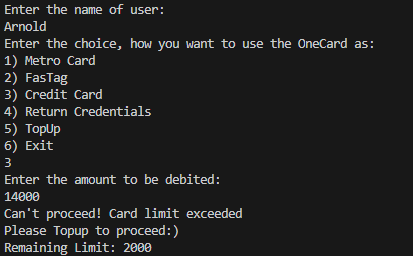 Enter the name of user:
Arnold
Enter the choice, how you want to use the OneCard as:
1) Metro Card
2) FasTag
3) Credit Card
4) Return Credentials
5) TopUp
6) Exit
3
Enter the amount to be debited:
14000
Can't proceed! Card limit exceeded
Please Topup to proceed:)
Remaining Limit: 2000